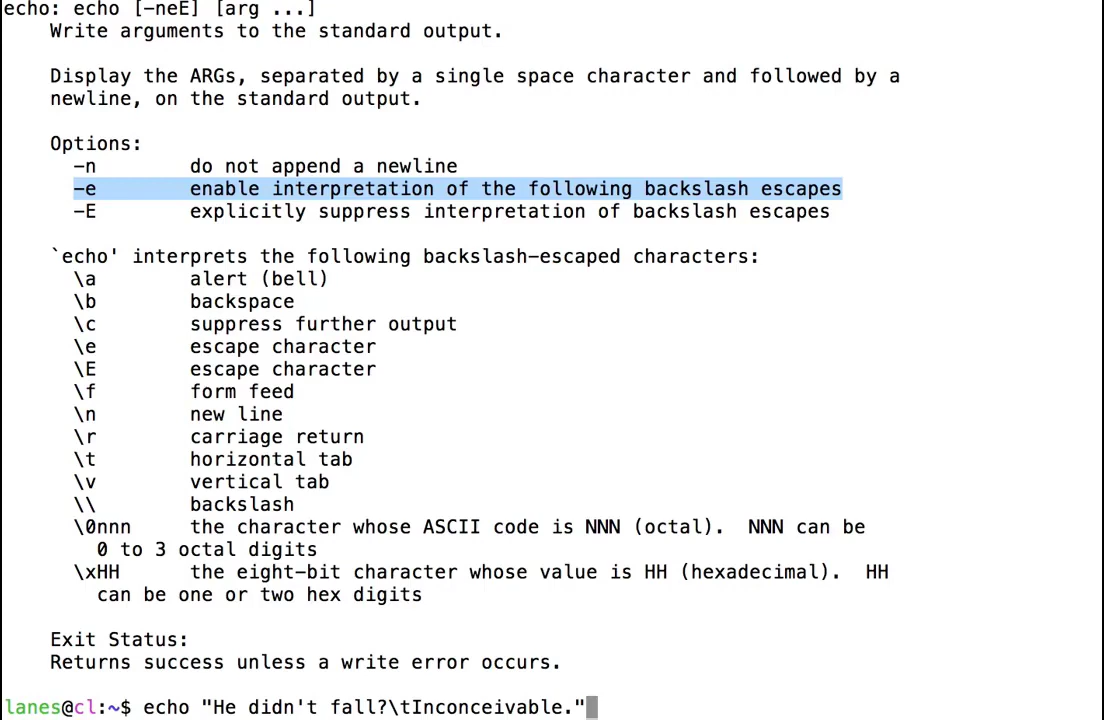 echo: echo [-neE] [arg ...]
    Write arguments to the standard output.

    Display the ARGs, separated by a single space character and followed by a
    newline, on the standard output.

    Options:
      -n        do not append a newline
      -e        enable interpretation of the following backslash escapes
      -E        explicitly suppress interpretation of backslash escapes

    `echo' interprets the following backslash-escaped characters:
      \a        alert (bell)
      \b        backspace
      \c        suppress further output
      \e        escape character
      \E        escape character
      \f        form feed
      \n        new line
      \r        carriage return
      \t        horizontal tab
      \v        vertical tab
      \\        backslash
      \0nnn     the character whose ASCII code is NNN (octal).  NNN can be
        0 to 3 octal digits
      \xHH      the eight-bit character whose value is HH (hexadecimal).  HH
        can be one or two hex digits

    Exit Status:
    Returns success unless a write error occurs.

lanes@cl:~$ echo "He didn't fall?\tInconceivable."